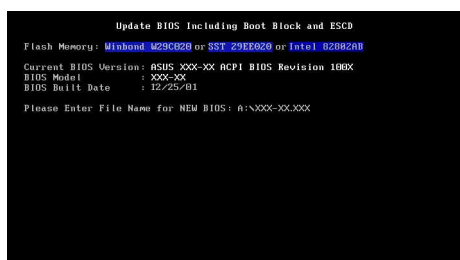 Update BIOS Including Boot Block and ESCD
Flash Memory: Winbond W29C020 or SST 29EE020 or Intel 82802AB
Current BIOS Version: ASUS XXX-XX ACPI BIOS Revision 100X
BIOS Model : XXX-XX
BIOS Built Date : 12/25/01
Please Enter File Name for NEW BIOS: A:\XXX-XX.XXX